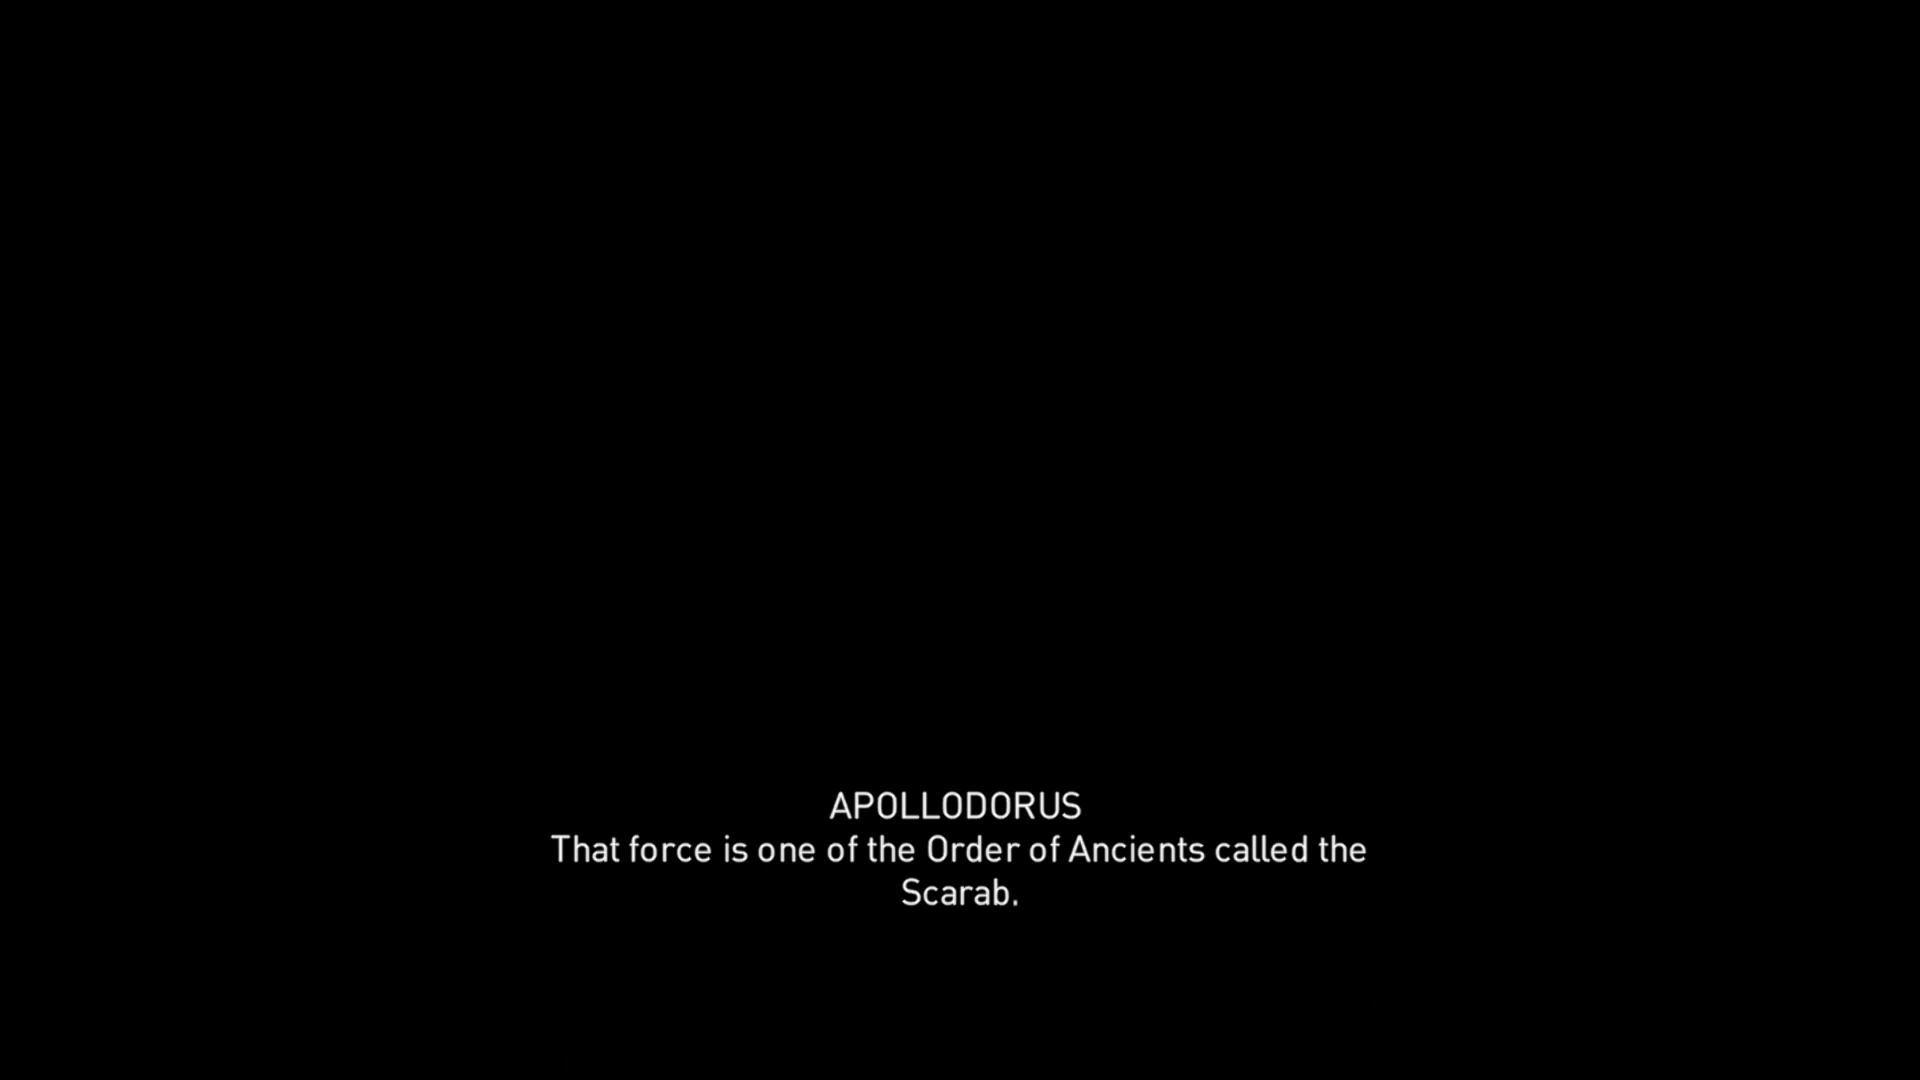 APOLLODORUS
That force is one of the Order of Ancients called the
Scarab.